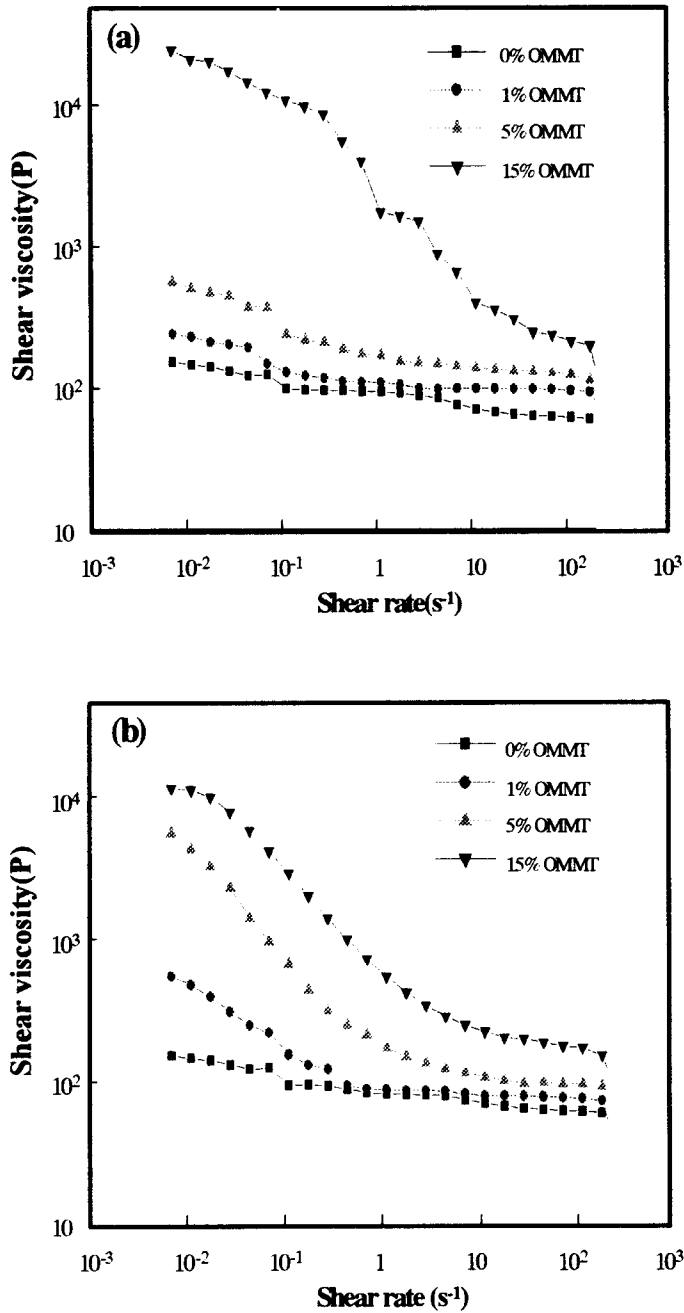 (a)
0% OMMT
1% OMMT
5% OMMT
15% OMMT
10⁴
10³
10²
10
Shear viscosity(P)
10⁻³ 10⁻² 10⁻¹ 1 10 10² 10³
Shear rate(s⁻¹)
(b)
0% OMMT
1% OMMT
5% OMMT
15% OMMT
10⁴
10³
10²
10
Shear viscosity(P)
10⁻³ 10⁻² 10⁻¹ 1 10 10² 10³
Shear rate (s⁻¹)